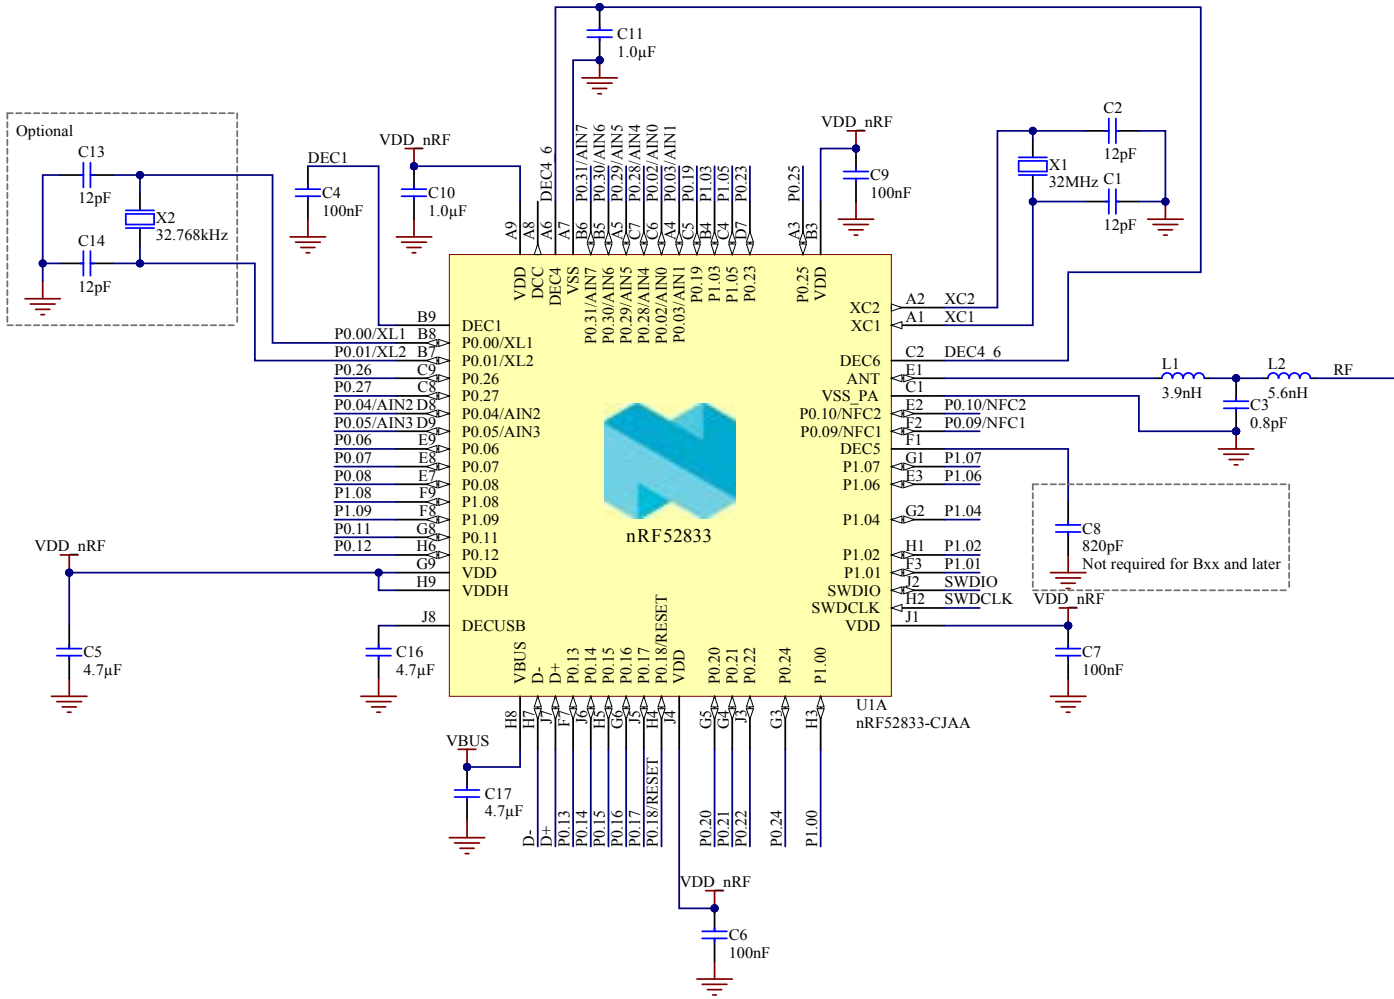 C11
1.0µF
Optional
C13
12pF
X2
32.768kHz
C14
12pF
DEC1
C4
100nF
VDD_nRF
C10
1.0µF
DEC4_6
P0.31/AIN7
P0.30/AIN6
P0.29/AIN5
P0.28/AIN4
P0.02/AIN0
P0.03/AIN1
P0.19
P1.03
P1.05
P0.23
P0.25
VDD_nRF
C9
100nF
C2
12pF
X1
32MHz
C1
12pF
A9
A8
A6
A7
B6
B5
A5
C7
C6
A4
C5
B4
C4
D7
A3
B3
VDD
DCC
DEC4
VSS
P0.31/AIN7
P0.30/AIN6
P0.29/AIN5
P0.28/AIN4
P0.02/AIN0
P0.03/AIN1
P0.19
P1.03
P1.05
P0.23
P0.25
VDD
B9 DEC1
P0.00/XL1 B8 P0.00/XL1
P0.01/XL2 B7 P0.01/XL2
P0.26 C9 P0.26
P0.27 C8 P0.27
P0.04/AIN2 D8 P0.04/AIN2
P0.05/AIN3 D9 P0.05/AIN3
P0.06 E9 P0.06
P0.07 E8 P0.07
P0.08 E7 P0.08
P1.08 F9 P1.08
P1.09 F8 P1.09
P0.11 G8 P0.11
P0.12 H6 P0.12
G9 VDD
H9 VDDH
J8 DECUSB
VDD_nRF
C5
4.7µF
C16
4.7µF
nRF52833
XC2 A2 XC2
XC1 A1 XC1
DEC6 C2 DEC4_6
ANT E1
VSS_PA C1
P0.10/NFC2 E2 P0.10/NFC2
P0.09/NFC1 F2 P0.09/NFC1
DEC5 F1
P1.07 G1 P1.07
P1.06 E3 P1.06
P1.04 G2 P1.04
P1.02 H1 P1.02
P1.01 F3 P1.01
SWDIO J2 SWDIO
SWDCLK H2 SWDCLK
VDD J1
L1
3.9nH
L2
5.6nH
RF
C3
0.8pF
C8
820pF
Not required for Bxx and later
VDD_nRF
C7
100nF
VBUS
D-
D+
P0.13
P0.14
P0.15
P0.16
P0.17
P0.18/RESET
VDD
P0.20
P0.21
P0.22
P0.24
P1.00
U1A
nRF52833-CJAA
H8
H7
J7
F7
J6
H5
G6
J5
H4
J4
G5
G4
J3
G3
H3
VBUS
C17
4.7µF
D-
D+
P0.13
P0.14
P0.15
P0.16
P0.17
P0.18/RESET
P0.20
P0.21
P0.22
P0.24
P1.00
VDD_nRF
C6
100nF